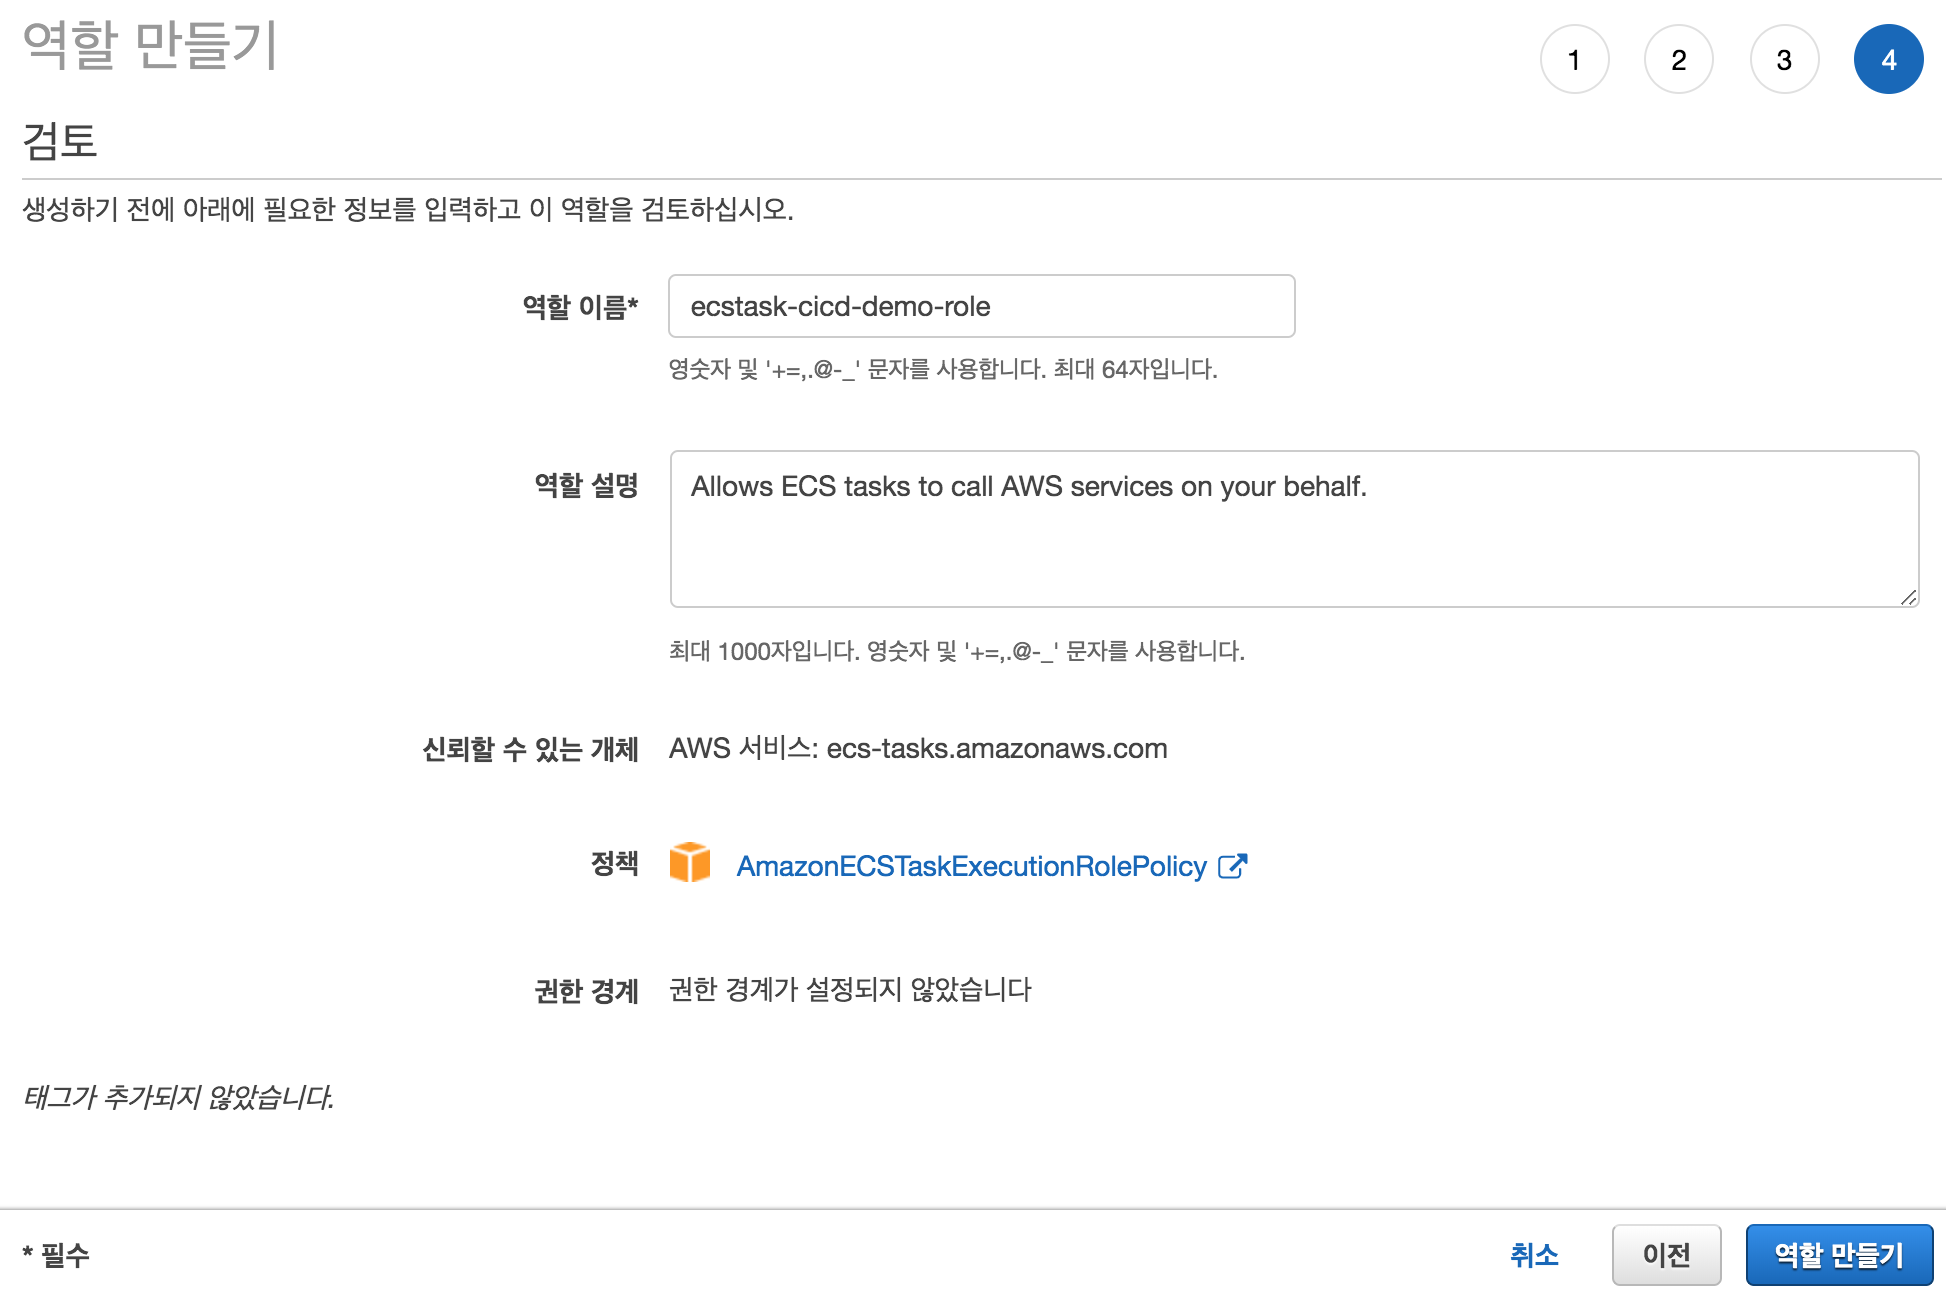 역할 만들기
1 2 3 4
검토
생성하기 전에 아래에 필요한 정보를 입력하고 이 역할을 검토하십시오.
역할 이름* ecstask-cicd-demo-role
영숫자 및 '+=,.@-_' 문자를 사용합니다. 최대 64자입니다.
역할 설명 Allows ECS tasks to call AWS services on your behalf.
최대 1000자입니다. 영숫자 및 '+=,.@-_' 문자를 사용합니다.
신뢰할 수 있는 개체 AWS 서비스: ecs-tasks.amazonaws.com
정책 AmazonECSTaskExecutionRolePolicy
권한 경계 권한 경계가 설정되지 않았습니다
태그가 추가되지 않았습니다.
* 필수 취소 이전 역할 만들기